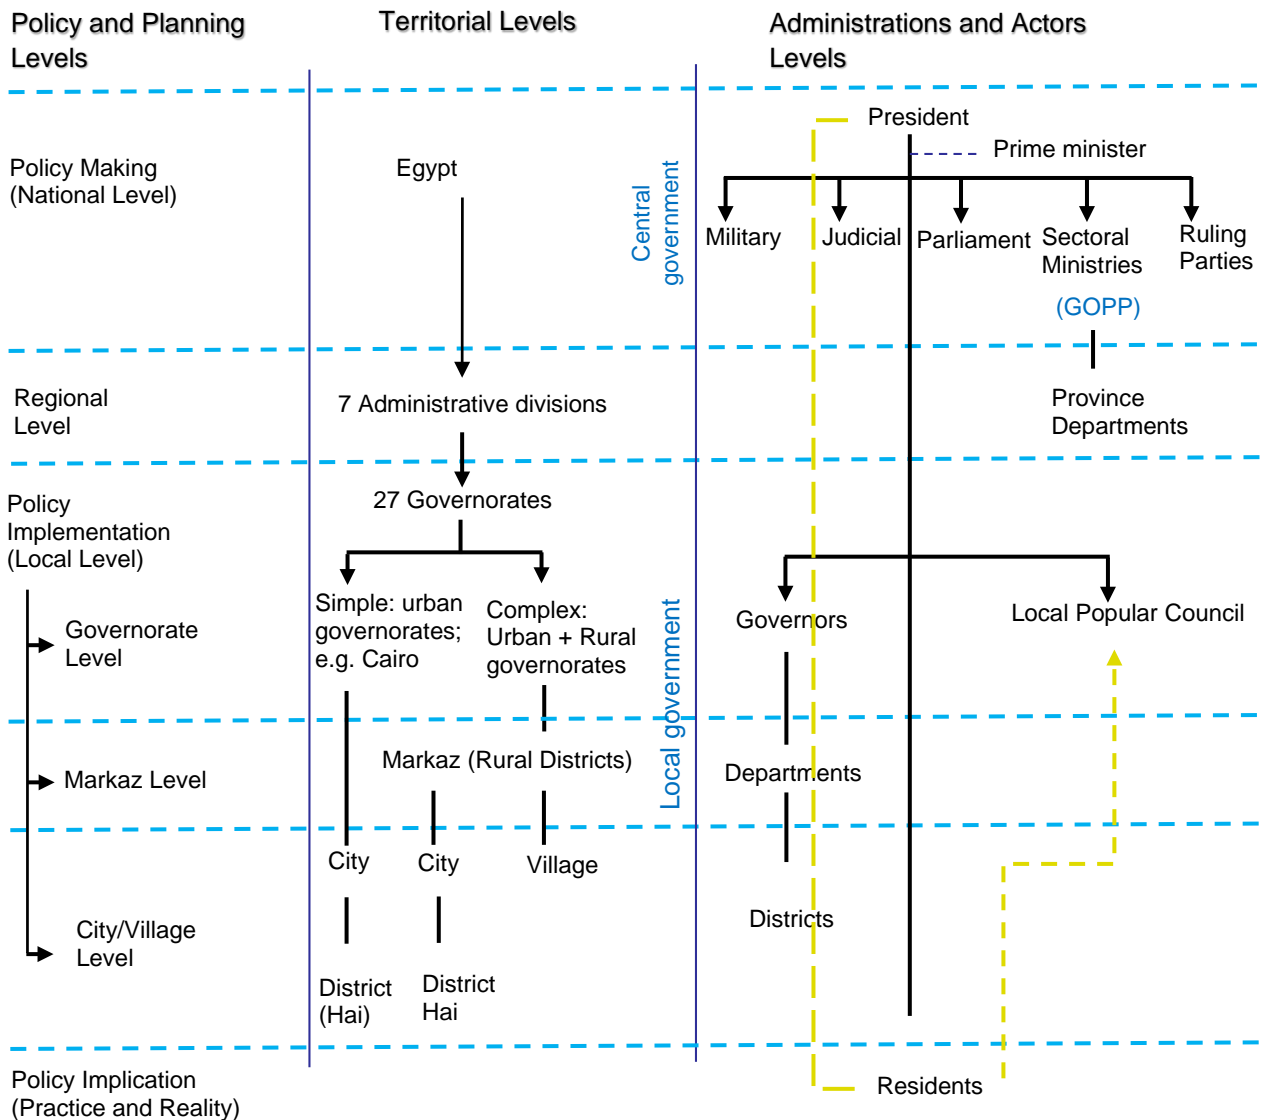 Policy and Planning
Levels
Territorial Levels
Administrations and Actors
Levels
Policy Making
(National Level)
Egypt
Central
government
President
Prime minister
Military
Judicial
Parliament
Sectoral
Ministries
(GOPP)
Ruling
Parties
Regional
Level
7 Administrative divisions
Province
Departments
Policy
Implementation
(Local Level)
27 Governorates
Governorate
Level
Simple: urban
governorates;
e.g. Cairo
Complex:
Urban + Rural
governorates
Local government
Governors
Local Popular Council
Markaz Level
Markaz (Rural Districts)
Departments
City
City
Village
City/Village
Level
Districts
District
(Hai)
District
Hai
Policy Implication
(Practice and Reality)
Residents